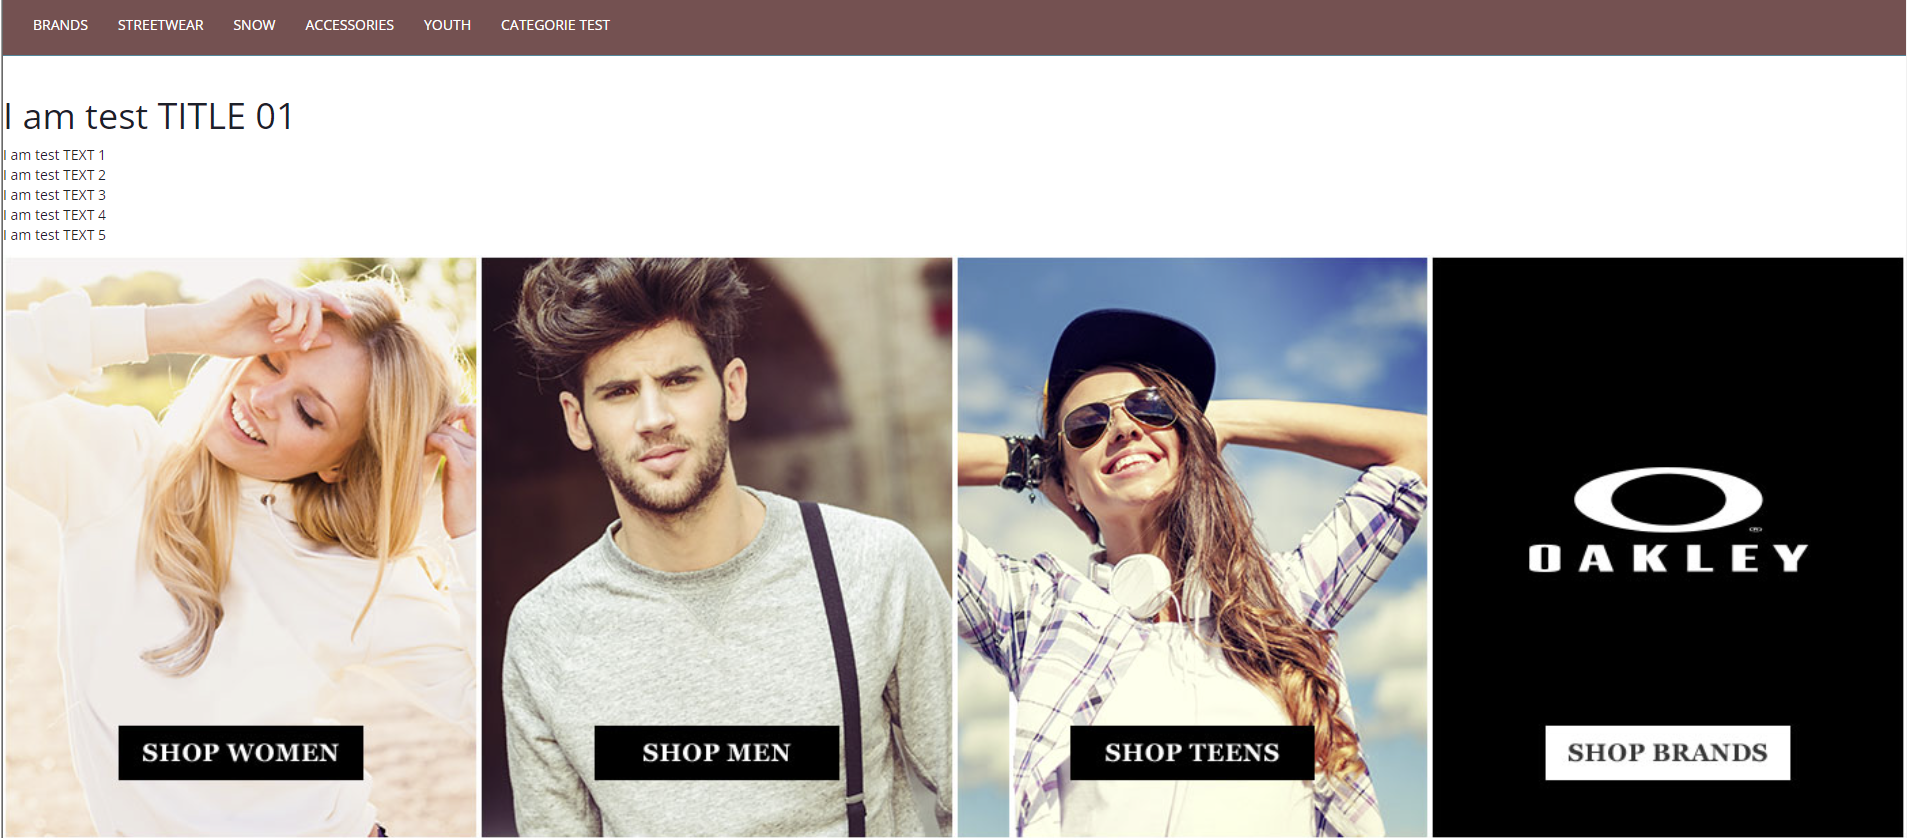 BRANDS STREETWEAR SNOW ACCESSORIES YOUTH CATEGORIE TEST
I am test TITLE 01
I am test TEXT 1
I am test TEXT 2
I am test TEXT 3
I am test TEXT 4
I am test TEXT 5
OAKLEY
SHOP WOMEN SHOP MEN SHOP TEENS SHOP BRANDS